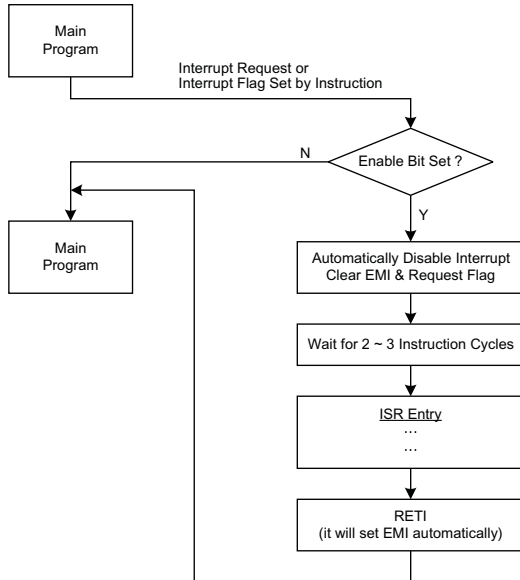 Main
Program
Interrupt Request or
Interrupt Flag Set by Instruction
Enable Bit Set ?
N
Y
Main
Program
Automatically Disable Interrupt
Clear EMI & Request Flag
Wait for 2 ~ 3 Instruction Cycles
ISR Entry
...
...
RETI
(it will set EMI automatically)